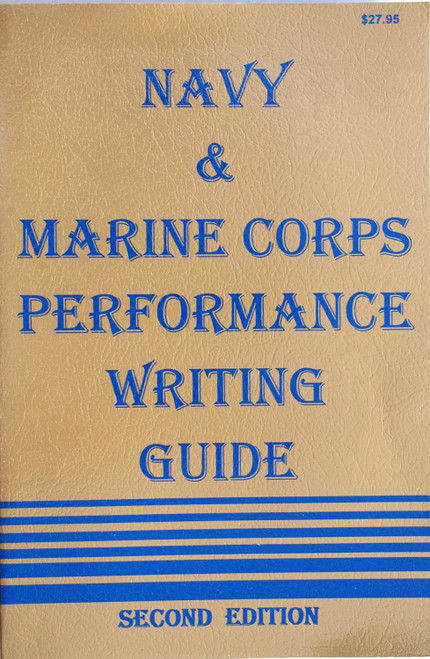 $27.95
NAVY
&
MARINE CORPS
PERFORMANCE
WRITING
GUIDE
SECOND EDITION